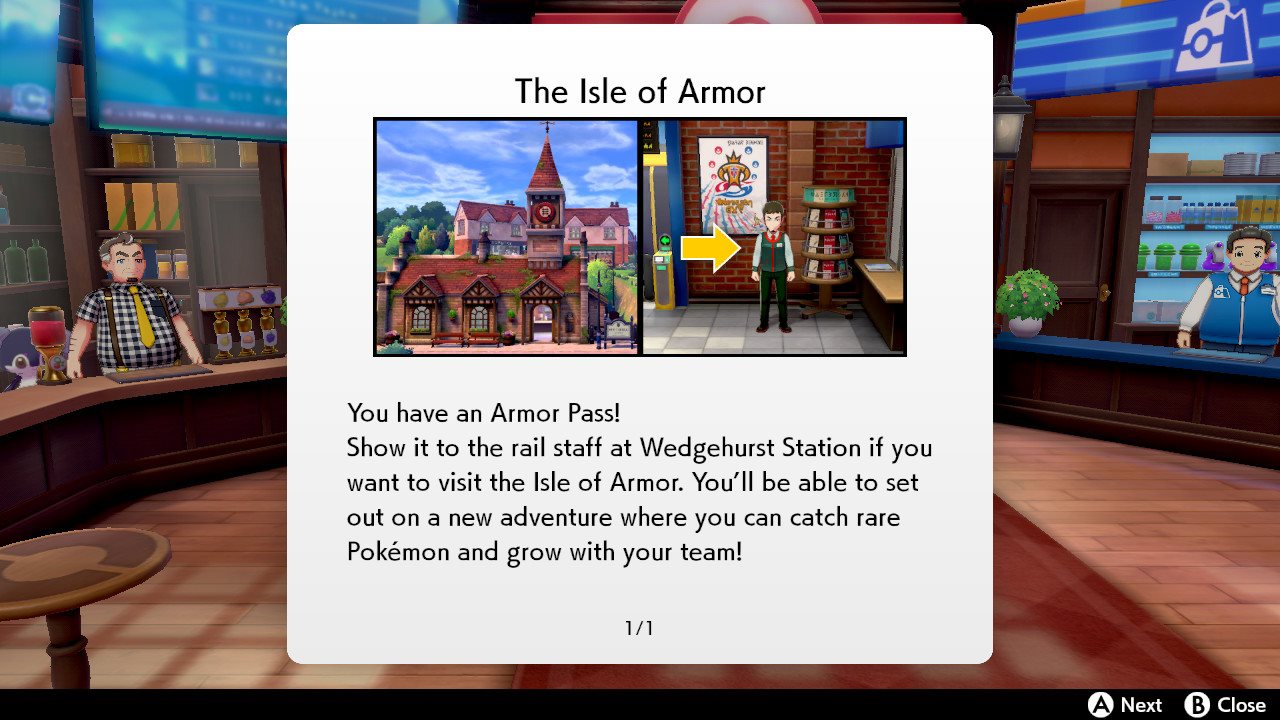 The Isle of Armor
You have an Armor Pass!
Show it to the rail staff at Wedgehurst Station if you
want to visit the Isle of Armor. You'll be able to set
out on a new adventure where you can catch rare
Pokémon and grow with your team!
1/1
A Next B Close